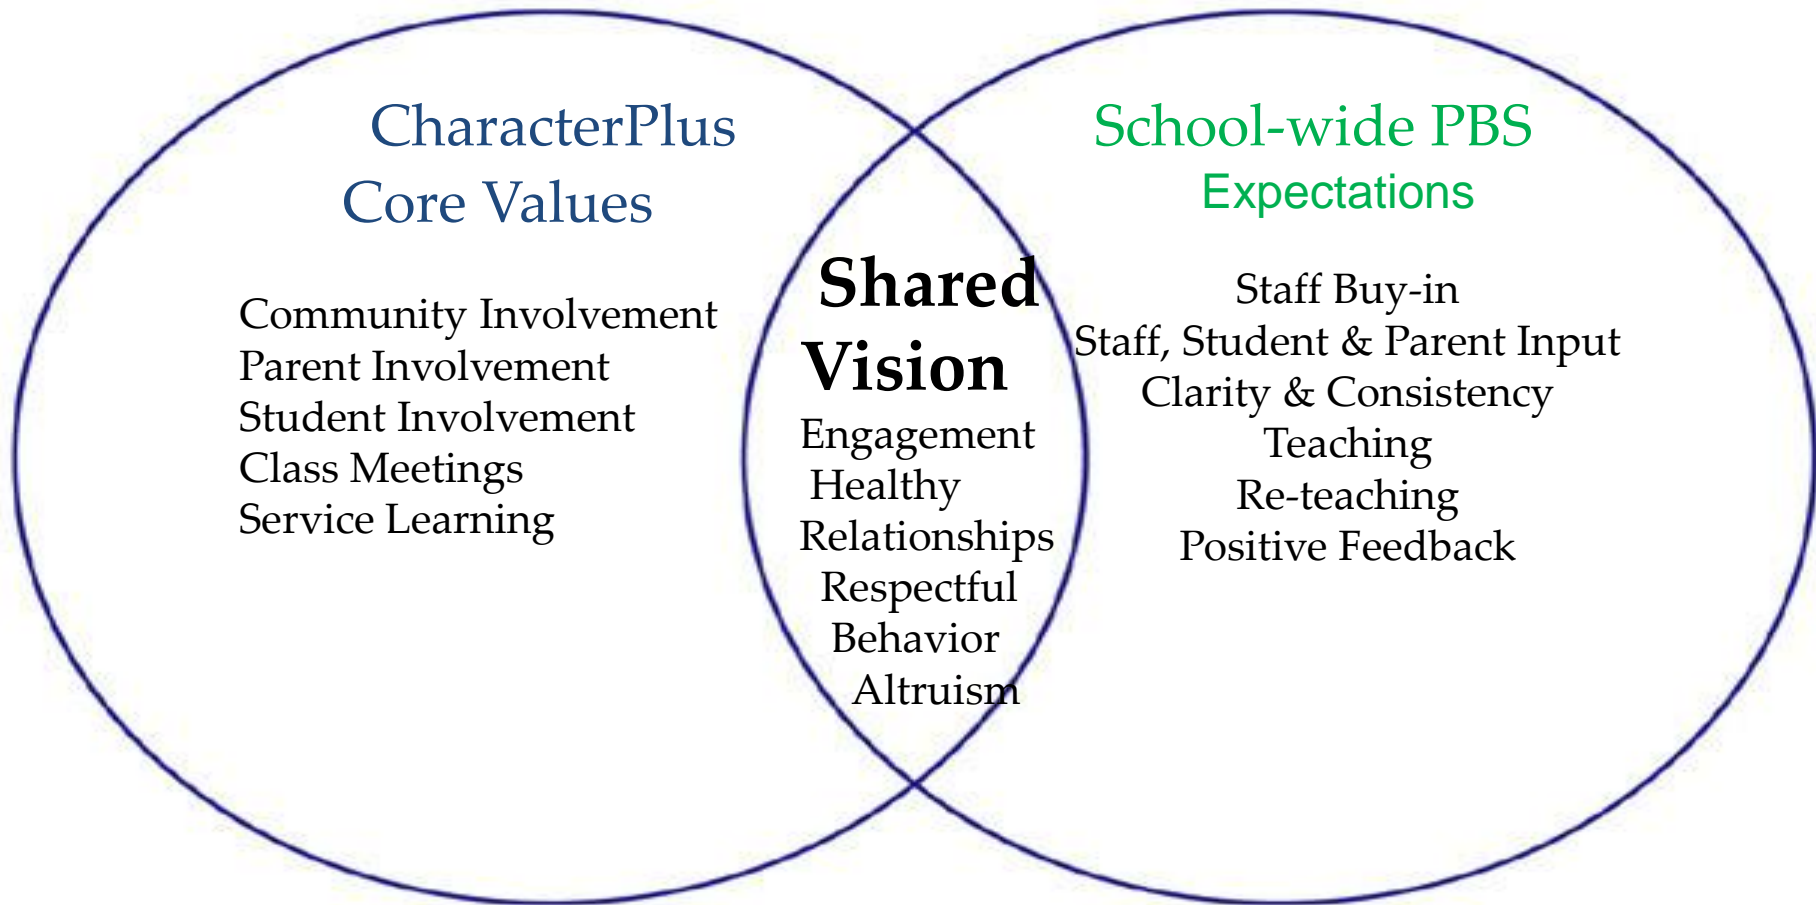 CharacterPlus
Core Values
Community Involvement
Parent Involvement
Student Involvement
Class Meetings
Service Learning
Shared
Vision
Engagement
Healthy
Relationships
Respectful
Behavior
Altruism
School-wide PBS
Expectations
Staff Buy-in
Staff, Student & Parent Input
Clarity & Consistency
Teaching
Re-teaching
Positive Feedback